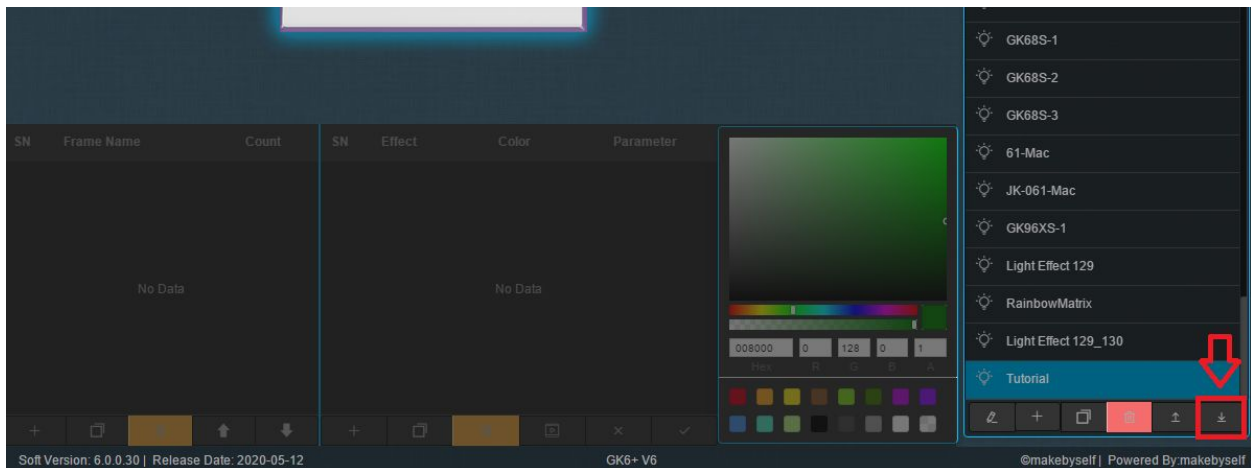 GK68S-1
GK68S-2
GK68S-3
61-Mac
JK-061-Mac
GK96XS-1
Light Effect 129
RainbowMatrix
Light Effect 129_130
Tutorial
SN Frame Name Count
No Data
SN Effect Color Parameter
No Data
008000 0 128 0 1
Hex R G B A
Soft Version: 6.0.0.30 | Release Date: 2020-05-12 GK6+ V6 ©makebyself | Powered By:makebyself